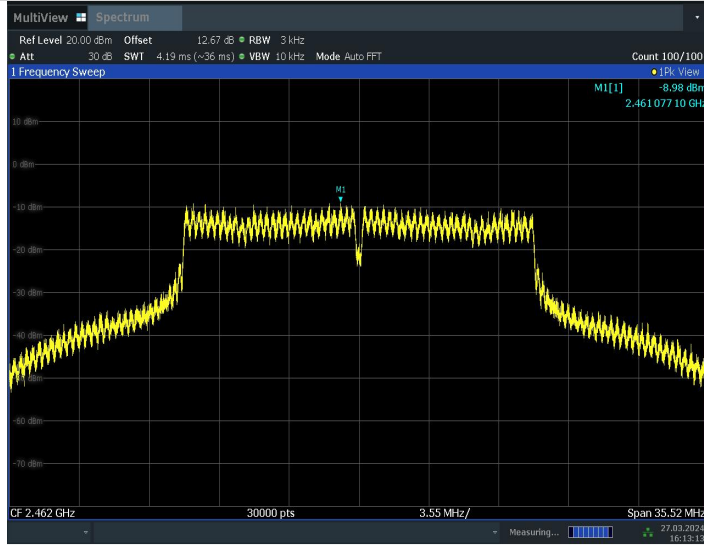 MultiView Spectrum
Ref Level 20.00 dBm Offset 12.67 dB RBW 3 kHz
Att 30 dB SWT 4.19 ms (~36 ms) VBW 10 kHz Mode Auto FFT Count 100/100
1 Frequency Sweep 1Pk View
M1[1] -8.98 dBm
2.461 077 10 GHz
10 dBm
0 dBm
M1
-10 dBm
-20 dBm
-30 dBm
-40 dBm
-60 dBm
-70 dBm
CF 2.462 GHz 30000 pts 3.55 MHz/ Span 35.52 MHz
Measuring... 27.03.2024
16:13:13